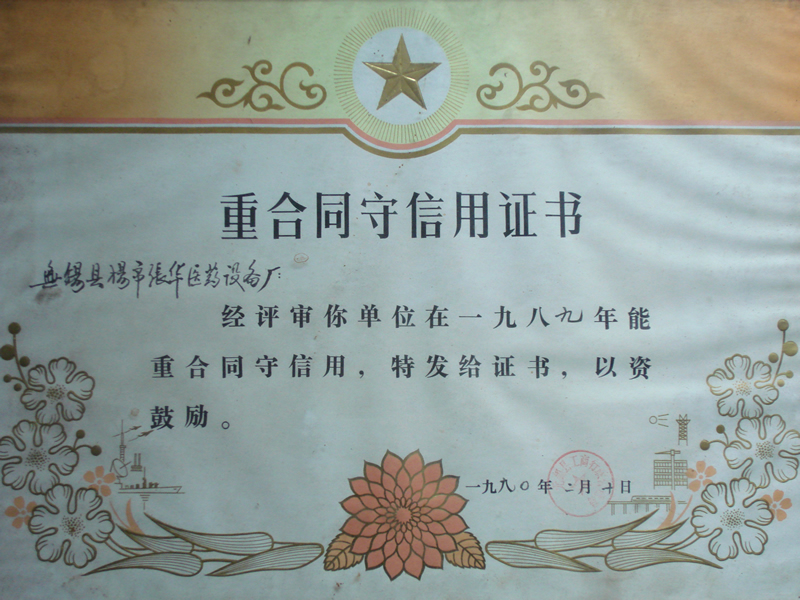 重合同守信用证书
无锡县杨市張华医药设备厂:
经评审你单位在一九八九年能
重合同守信用，特发给证书，以资
鼓励。
一九九0年二月十日